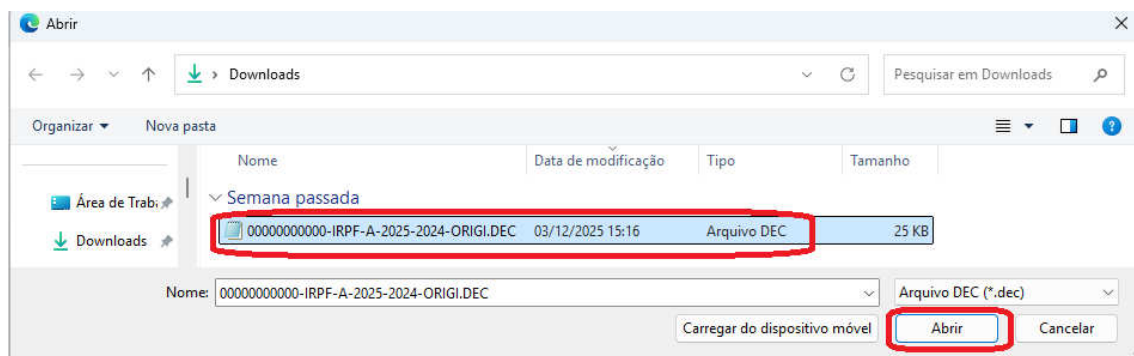 Abrir
Downloads
Pesquisar em Downloads
Organizar
Nova pasta
Nome Data de modificação Tipo Tamanho
Semana passada
Área de Trab
00000000000-IRPF-A-2025-2024-ORIGI.DEC 03/12/2025 15:16 Arquivo DEC 25 KB
Downloads
Nome: 00000000000-IRPF-A-2025-2024-ORIGI.DEC Arquivo DEC (*.dec)
Carregar do dispositivo móvel Abrir Cancelar